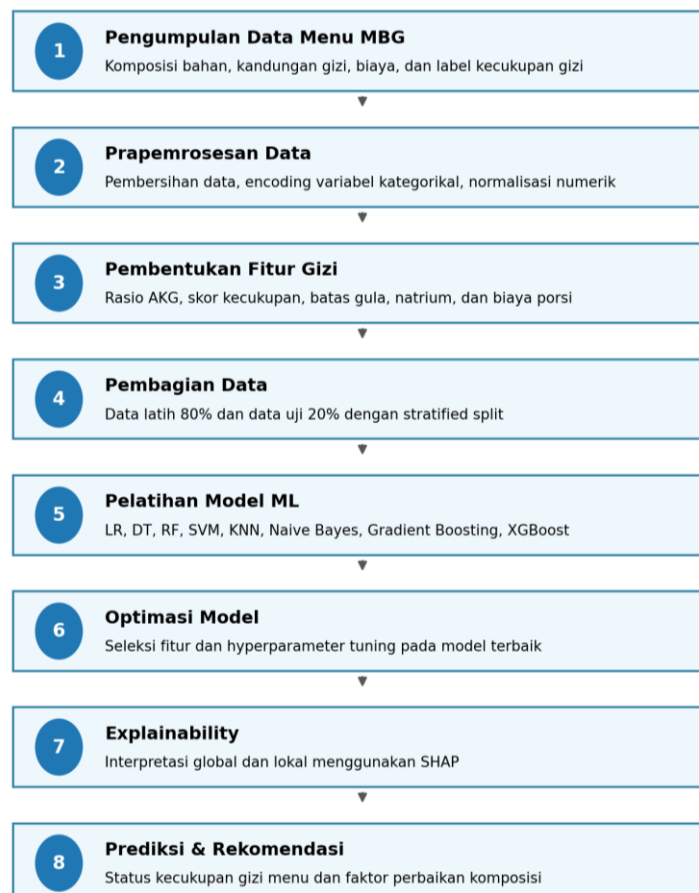 1
Pengumpulan Data Menu MBG
Komposisi bahan, kandungan gizi, biaya, dan label kecukupan gizi
2
Prapemrosesan Data
Pembersihan data, encoding variabel kategorikal, normalisasi numerik
3
Pembentukan Fitur Gizi
Rasio AKG, skor kecukupan, batas gula, natrium, dan biaya porsi
4
Pembagian Data
Data latih 80% dan data uji 20% dengan stratified split
5
Pelatihan Model ML
LR, DT, RF, SVM, KNN, Naive Bayes, Gradient Boosting, XGBoost
6
Optimasi Model
Seleksi fitur dan hyperparameter tuning pada model terbaik
7
Explainability
Interpretasi global dan lokal menggunakan SHAP
8
Prediksi & Rekomendasi
Status kecukupan gizi menu dan faktor perbaikan komposisi